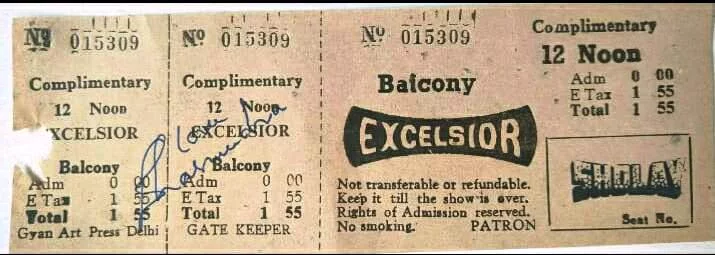 No 015309
Complimentary
12 Noon
EXCELSIOR
Balcony
Adm 0 00
E Tax 1 55
Total 1 55
Gyan Art Press Delhi
No 015309
Complimentary
12 Noon
EXCELSIOR
Balcony
Adm 0 00
E Tax 1 55
Total 1 55
GATE KEEPER
Love
No 015309
Balcony
EXCELSIOR
Not transferable or refundable.
Keep it till the show is over.
Rights of Admission reserved.
No smoking. PATRON
Complimentary
12 Noon
Adm 0 00
E Tax 1 55
Total 1 55
SHOLAY
Seat No.